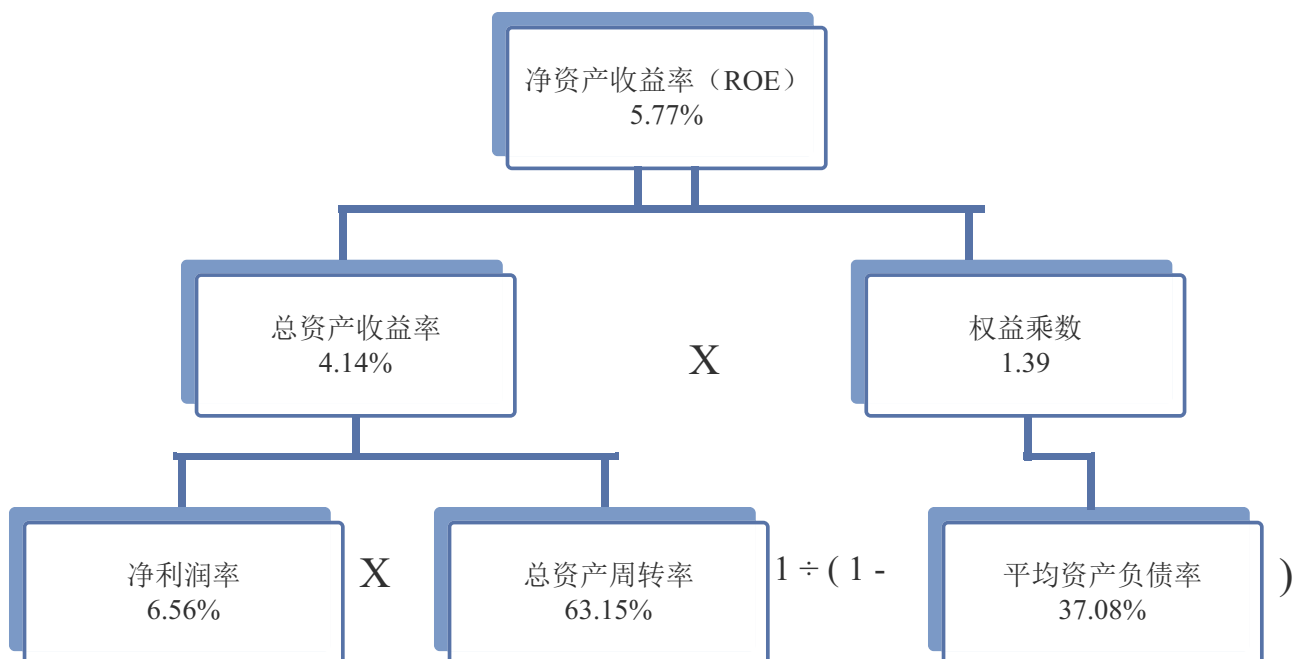 净资产收益率（ROE）
5.77%
总资产收益率
4.14%
X
权益乘数
1.39
净利润率
6.56%
X
总资产周转率
63.15%
1 ÷ ( 1 -
平均资产负债率
37.08%
)